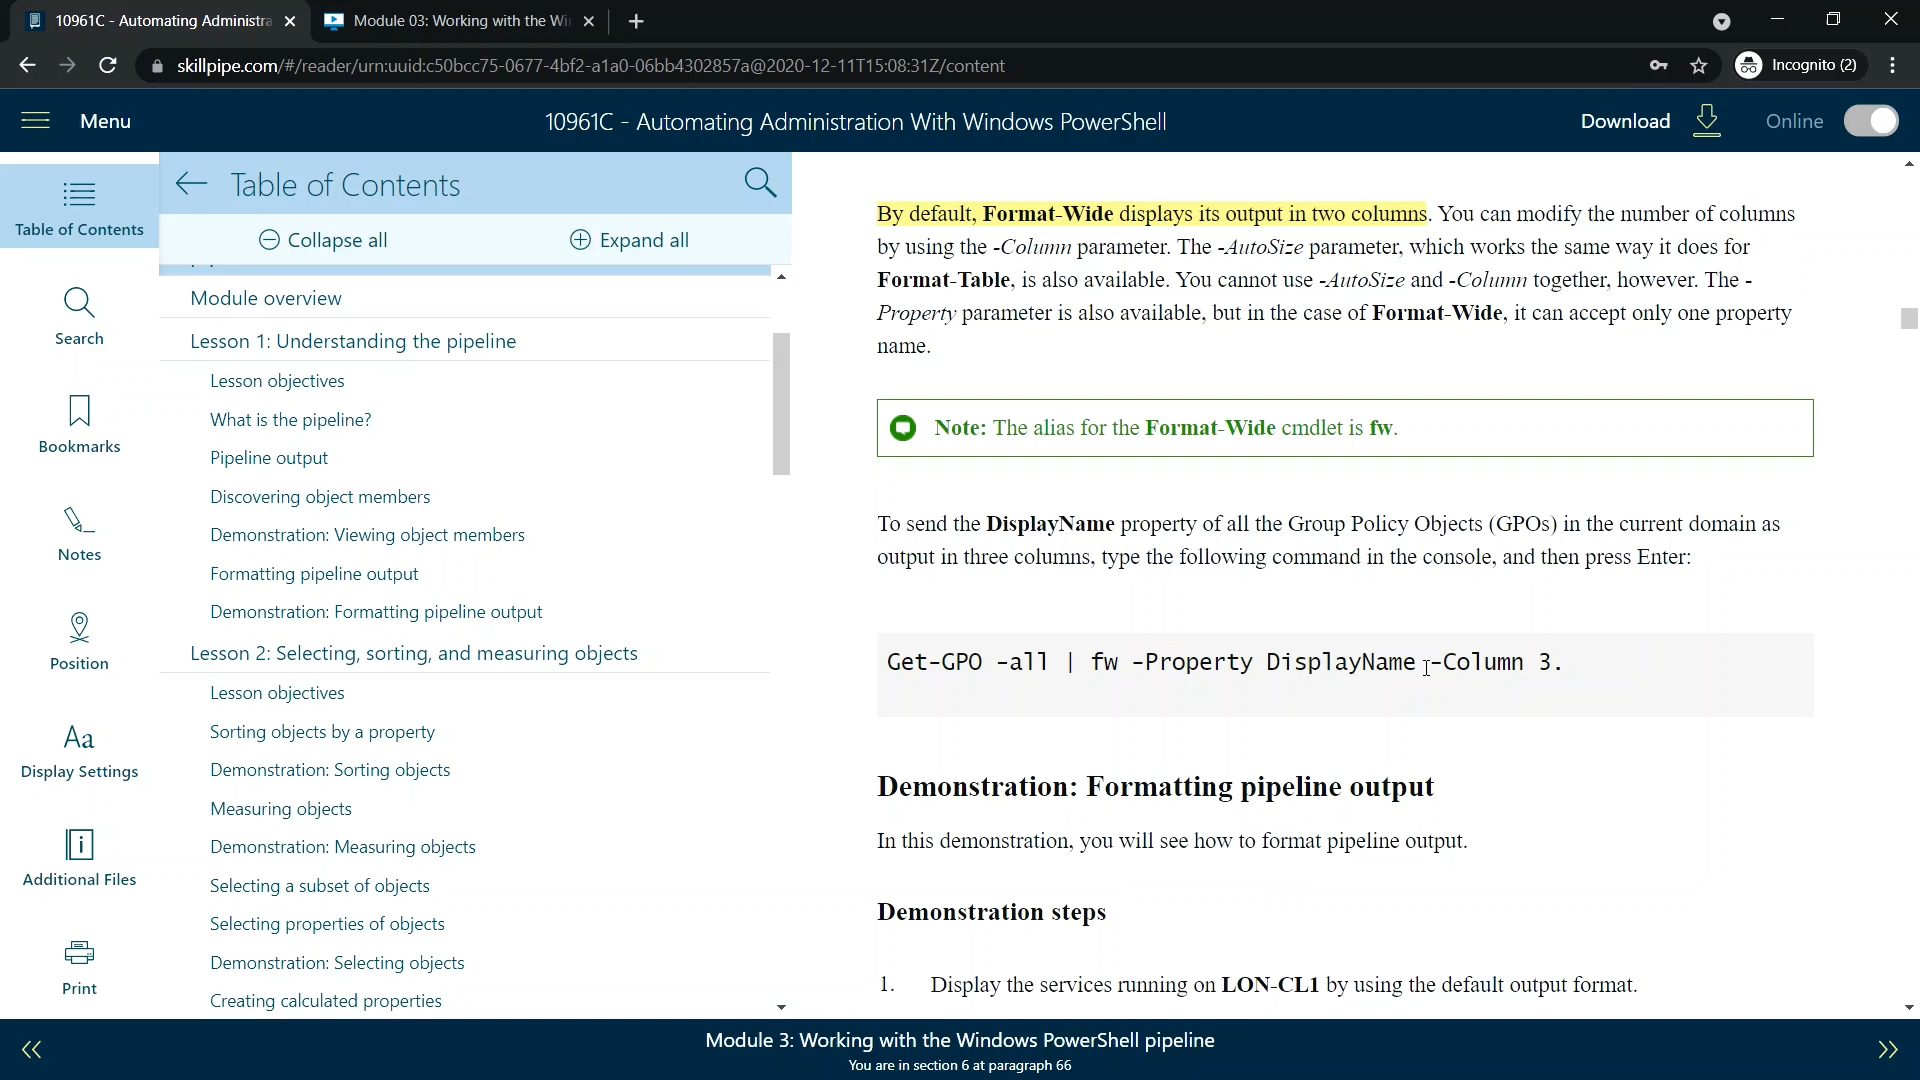 10961C - Automating Administra
Module 03: Working with the Wi
skillpipe.com/#/reader/urn:uuid:c50bcc75-0677-4bf2-a1a0-06bb4302857a@2020-12-11T15:08:31Z/content
Incognito (2)
Menu
10961C - Automating Administration With Windows PowerShell
Download
Online
Table of Contents
Search
Bookmarks
Notes
Position
Aa
Display Settings
Additional Files
Print
Table of Contents
Collapse all
Expand all
Module overview
Lesson 1: Understanding the pipeline
Lesson objectives
What is the pipeline?
Pipeline output
Discovering object members
Demonstration: Viewing object members
Formatting pipeline output
Demonstration: Formatting pipeline output
Lesson 2: Selecting, sorting, and measuring objects
Lesson objectives
Sorting objects by a property
Demonstration: Sorting objects
Measuring objects
Demonstration: Measuring objects
Selecting a subset of objects
Selecting properties of objects
Demonstration: Selecting objects
Creating calculated properties
By default, Format-Wide displays its output in two columns. You can modify the number of columns
by using the -Column parameter. The -AutoSize parameter, which works the same way it does for
Format-Table, is also available. You cannot use -AutoSize and -Column together, however. The -
Property parameter is also available, but in the case of Format-Wide, it can accept only one property
name.
Note: The alias for the Format-Wide cmdlet is fw.
To send the DisplayName property of all the Group Policy Objects (GPOs) in the current domain as
output in three columns, type the following command in the console, and then press Enter:
Get-GPO -all | fw -Property DisplayName -Column 3.
Demonstration: Formatting pipeline output
In this demonstration, you will see how to format pipeline output.
Demonstration steps
1. Display the services running on LON-CL1 by using the default output format.
Module 3: Working with the Windows PowerShell pipeline
You are in section 6 at paragraph 66